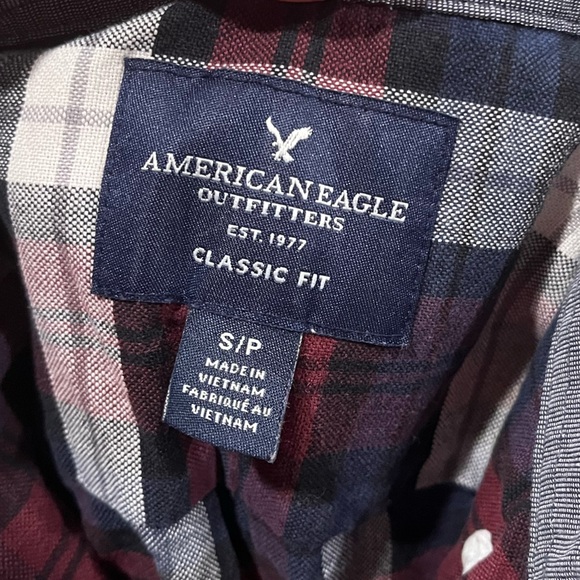 AMERICAN EAGLE
OUTFITTERS
EST. 1977
CLASSIC FIT
S/P
MADE IN
VIETNAM
FABRIQUÉ AU
VIETNAM